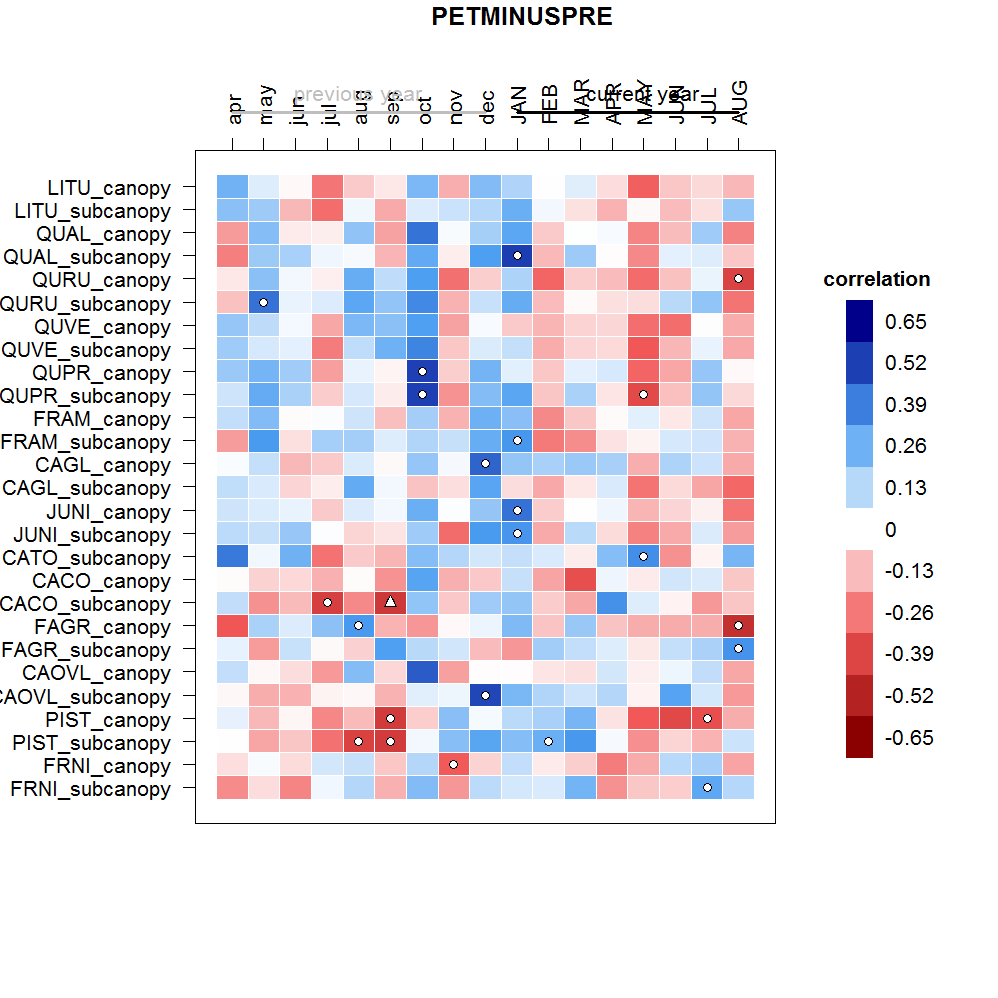 PETMINUSPRE
previous year
current year
apr
may
jun
jul
aug
sep
oct
nov
dec
JAN
FEB
MAR
APR
MAY
JUN
JUL
AUG
LITU_canopy
LITU_subcanopy
QUAL_canopy
QUAL_subcanopy
QURU_canopy
QURU_subcanopy
QUVE_canopy
QUVE_subcanopy
QUPR_canopy
QUPR_subcanopy
FRAM_canopy
FRAM_subcanopy
CAGL_canopy
CAGL_subcanopy
JUNI_canopy
JUNI_subcanopy
CATO_subcanopy
CACO_canopy
CACO_subcanopy
FAGR_canopy
FAGR_subcanopy
CAOVL_canopy
CAOVL_subcanopy
PIST_canopy
PIST_subcanopy
FRNI_canopy
FRNI_subcanopy
correlation
0.65
0.52
0.39
0.26
0.13
0
-0.13
-0.26
-0.39
-0.52
-0.65